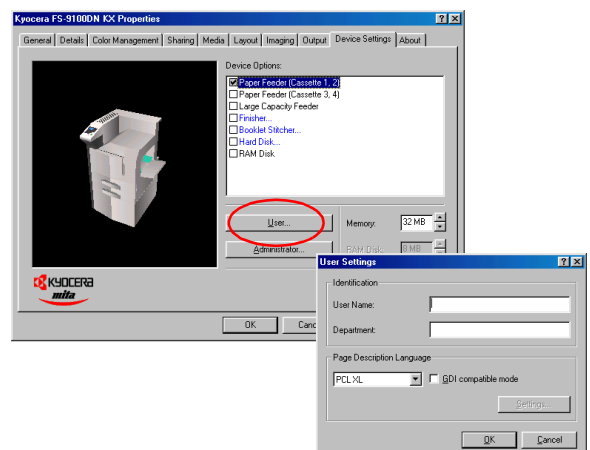 Kyocera FS-9100DN KX Properties
General Details Color Management Sharing Media Layout Imaging Output Device Settings About
Device Options:
Paper Feeder (Cassette 1, 2)
Paper Feeder (Cassette 3, 4)
Large Capacity Feeder
Finisher...
Booklet Stitcher...
Hard Disk...
RAM Disk
User... Memory: 32 MB
Administrator... RAM Disk: 8 MB
KYOCERA
mita
OK Canc
User Settings
Identification
User Name:
Department:
Page Description Language
PCL XL GDI compatible mode
Settings...
OK Cancel